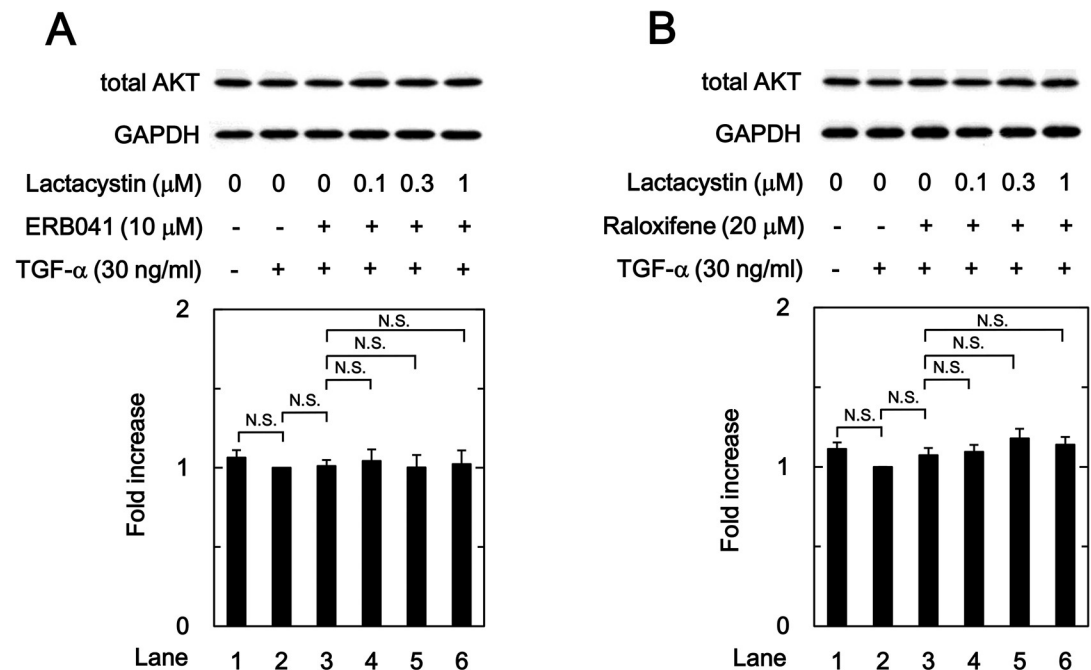 A
total AKT
GAPDH
Lactacystin (μM) 0 0 0 0.1 0.3 1
ERB041 (10 μM) - - + + + +
TGF-α (30 ng/ml) - + + + + +
2
N.S.
N.S.
N.S.
N.S.
N.S.
1
Fold increase
0
Lane 1 2 3 4 5 6
B
total AKT
GAPDH
Lactacystin (μM) 0 0 0 0.1 0.3 1
Raloxifene (20 μM) - - + + + +
TGF-α (30 ng/ml) - + + + + +
2
N.S.
N.S.
N.S.
N.S.
N.S.
1
Fold increase
0
Lane 1 2 3 4 5 6